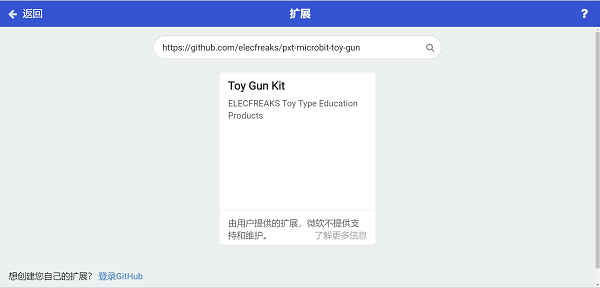 返回
扩展
?
https://github.com/elecfreaks/pxt-microbit-toy-gun
Toy Gun Kit
ELECFREAKS Toy Type Education
Products
由用户提供的扩展，微软不提供支
持和维护。
了解更多信息
想创建您自己的扩展？ 登录GitHub